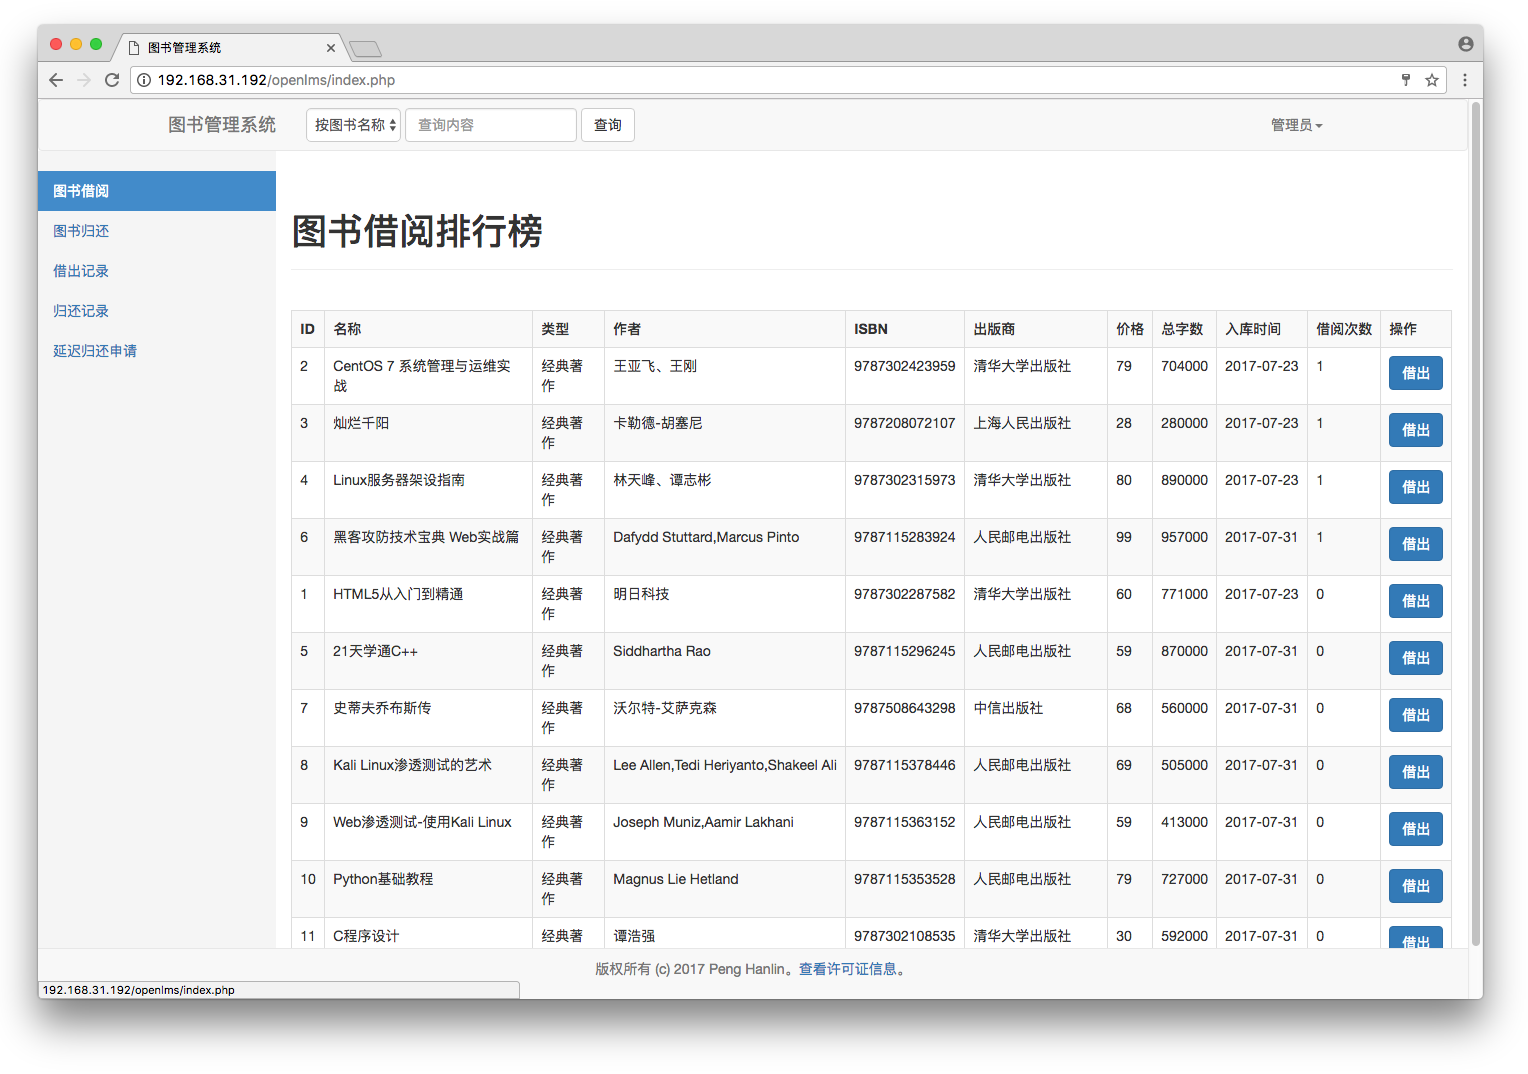 图书管理系统
192.168.31.192/openlms/index.php
图书管理系统 按图书名称 查询内容 查询 管理员
图书借阅
图书归还
借出记录
归还记录
延迟归还申请
图书借阅排行榜
ID 名称 类型 作者 ISBN 出版商 价格 总字数 入库时间 借阅次数 操作
2 CentOS 7 系统管理与运维实 经典著 王亚飞、王刚 9787302423959 清华大学出版社 79 704000 2017-07-23 1 借出
战 作
3 灿烂千阳 经典著 卡勒德-胡塞尼 9787208072107 上海人民出版社 28 280000 2017-07-23 1 借出
作
4 Linux服务器架设指南 经典著 林天峰、谭志彬 9787302315973 清华大学出版社 80 890000 2017-07-23 1 借出
作
6 黑客攻防技术宝典 Web实战篇 经典著 Dafydd Stuttard,Marcus Pinto 9787115283924 人民邮电出版社 99 957000 2017-07-31 1 借出
作
1 HTML5从入门到精通 经典著 明日科技 9787302287582 清华大学出版社 60 771000 2017-07-23 0 借出
作
5 21天学通C++ 经典著 Siddhartha Rao 9787115296245 人民邮电出版社 59 870000 2017-07-31 0 借出
作
7 史蒂夫乔布斯传 经典著 沃尔特-艾萨克森 9787508643298 中信出版社 68 560000 2017-07-31 0 借出
作
8 Kali Linux渗透测试的艺术 经典著 Lee Allen,Tedi Heriyanto,Shakeel Ali 9787115378446 人民邮电出版社 69 505000 2017-07-31 0 借出
作
9 Web渗透测试-使用Kali Linux 经典著 Joseph Muniz,Aamir Lakhani 9787115363152 人民邮电出版社 59 413000 2017-07-31 0 借出
作
10 Python基础教程 经典著 Magnus Lie Hetland 9787115353528 人民邮电出版社 79 727000 2017-07-31 0 借出
作
11 C程序设计 经典著 谭浩强 9787302108535 清华大学出版社 30 592000 2017-07-31 0 借出
版权所有 (c) 2017 Peng Hanlin。查看许可证信息。
192.168.31.192/openlms/index.php